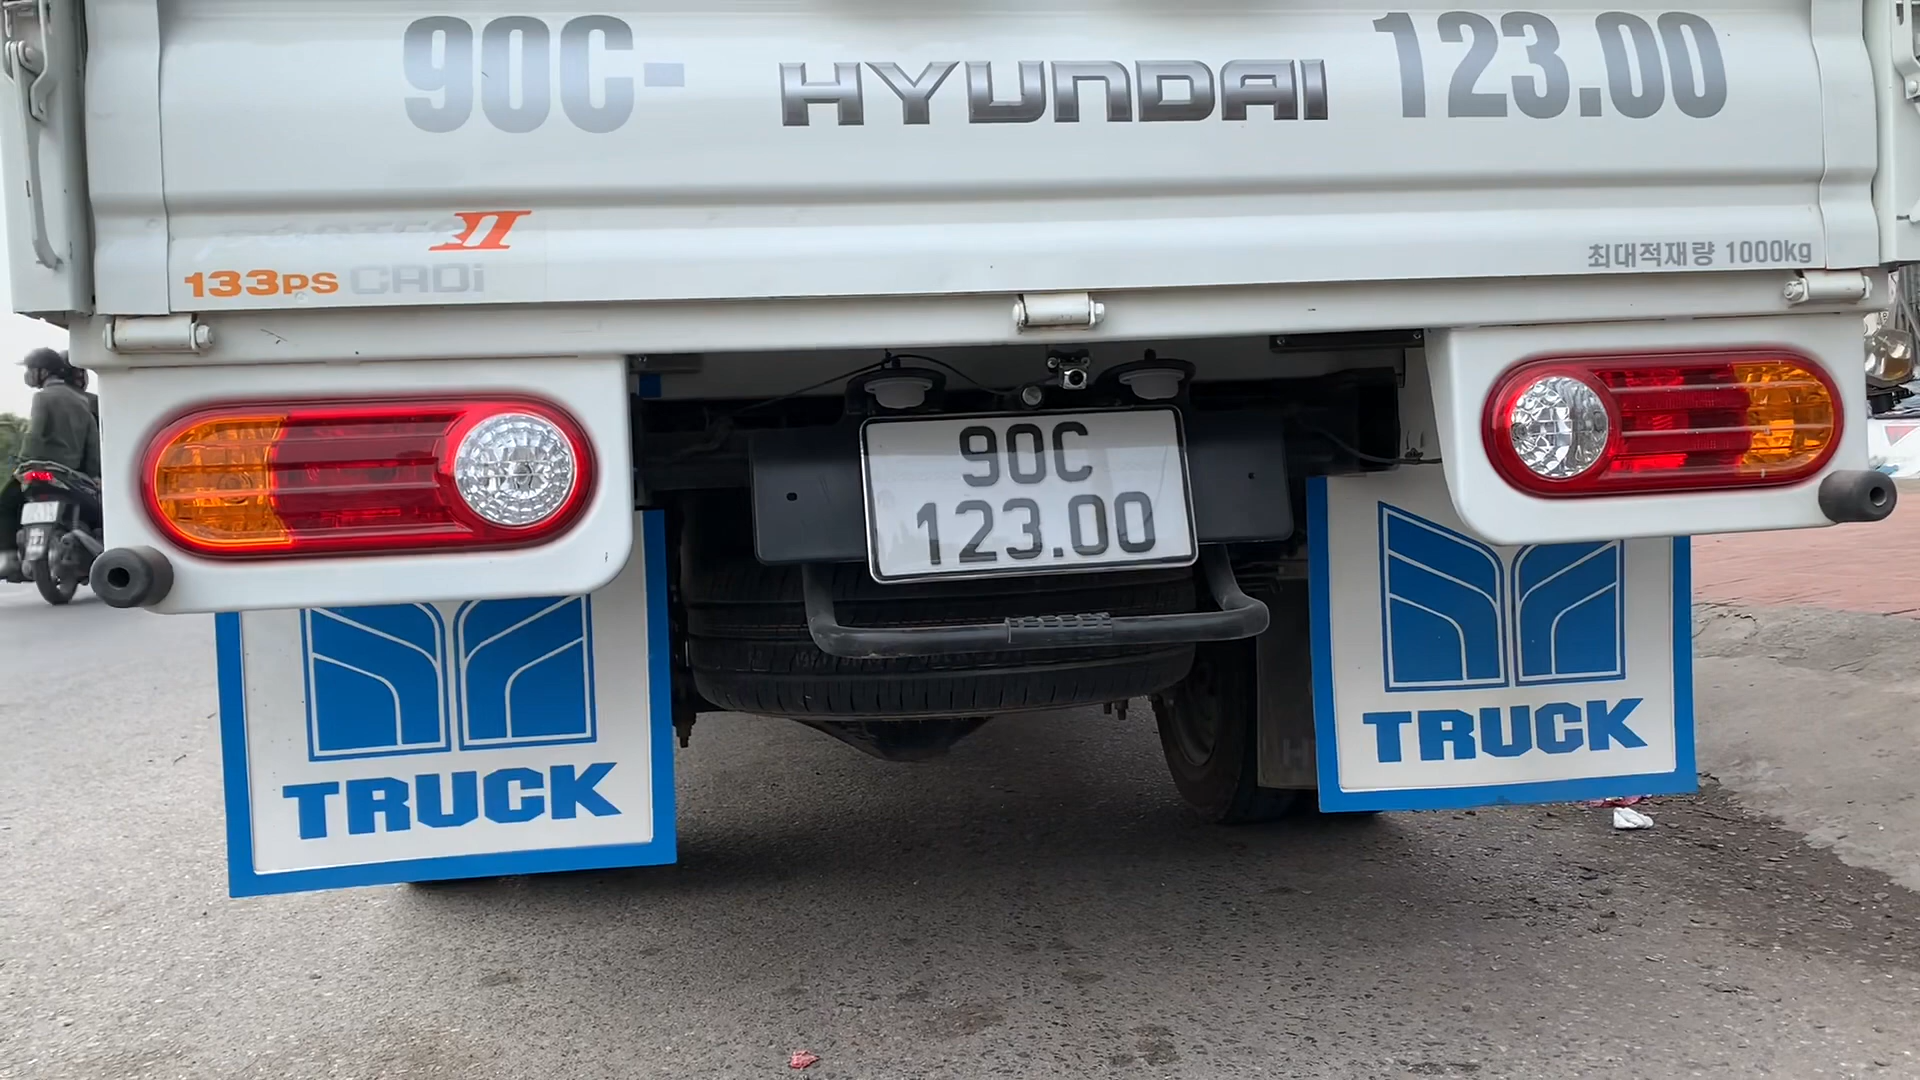 90C-
HYUNDAI
123.00
II
133PS CRDi
최대적재량 1000kg
90C
123.00
TRUCK
TRUCK